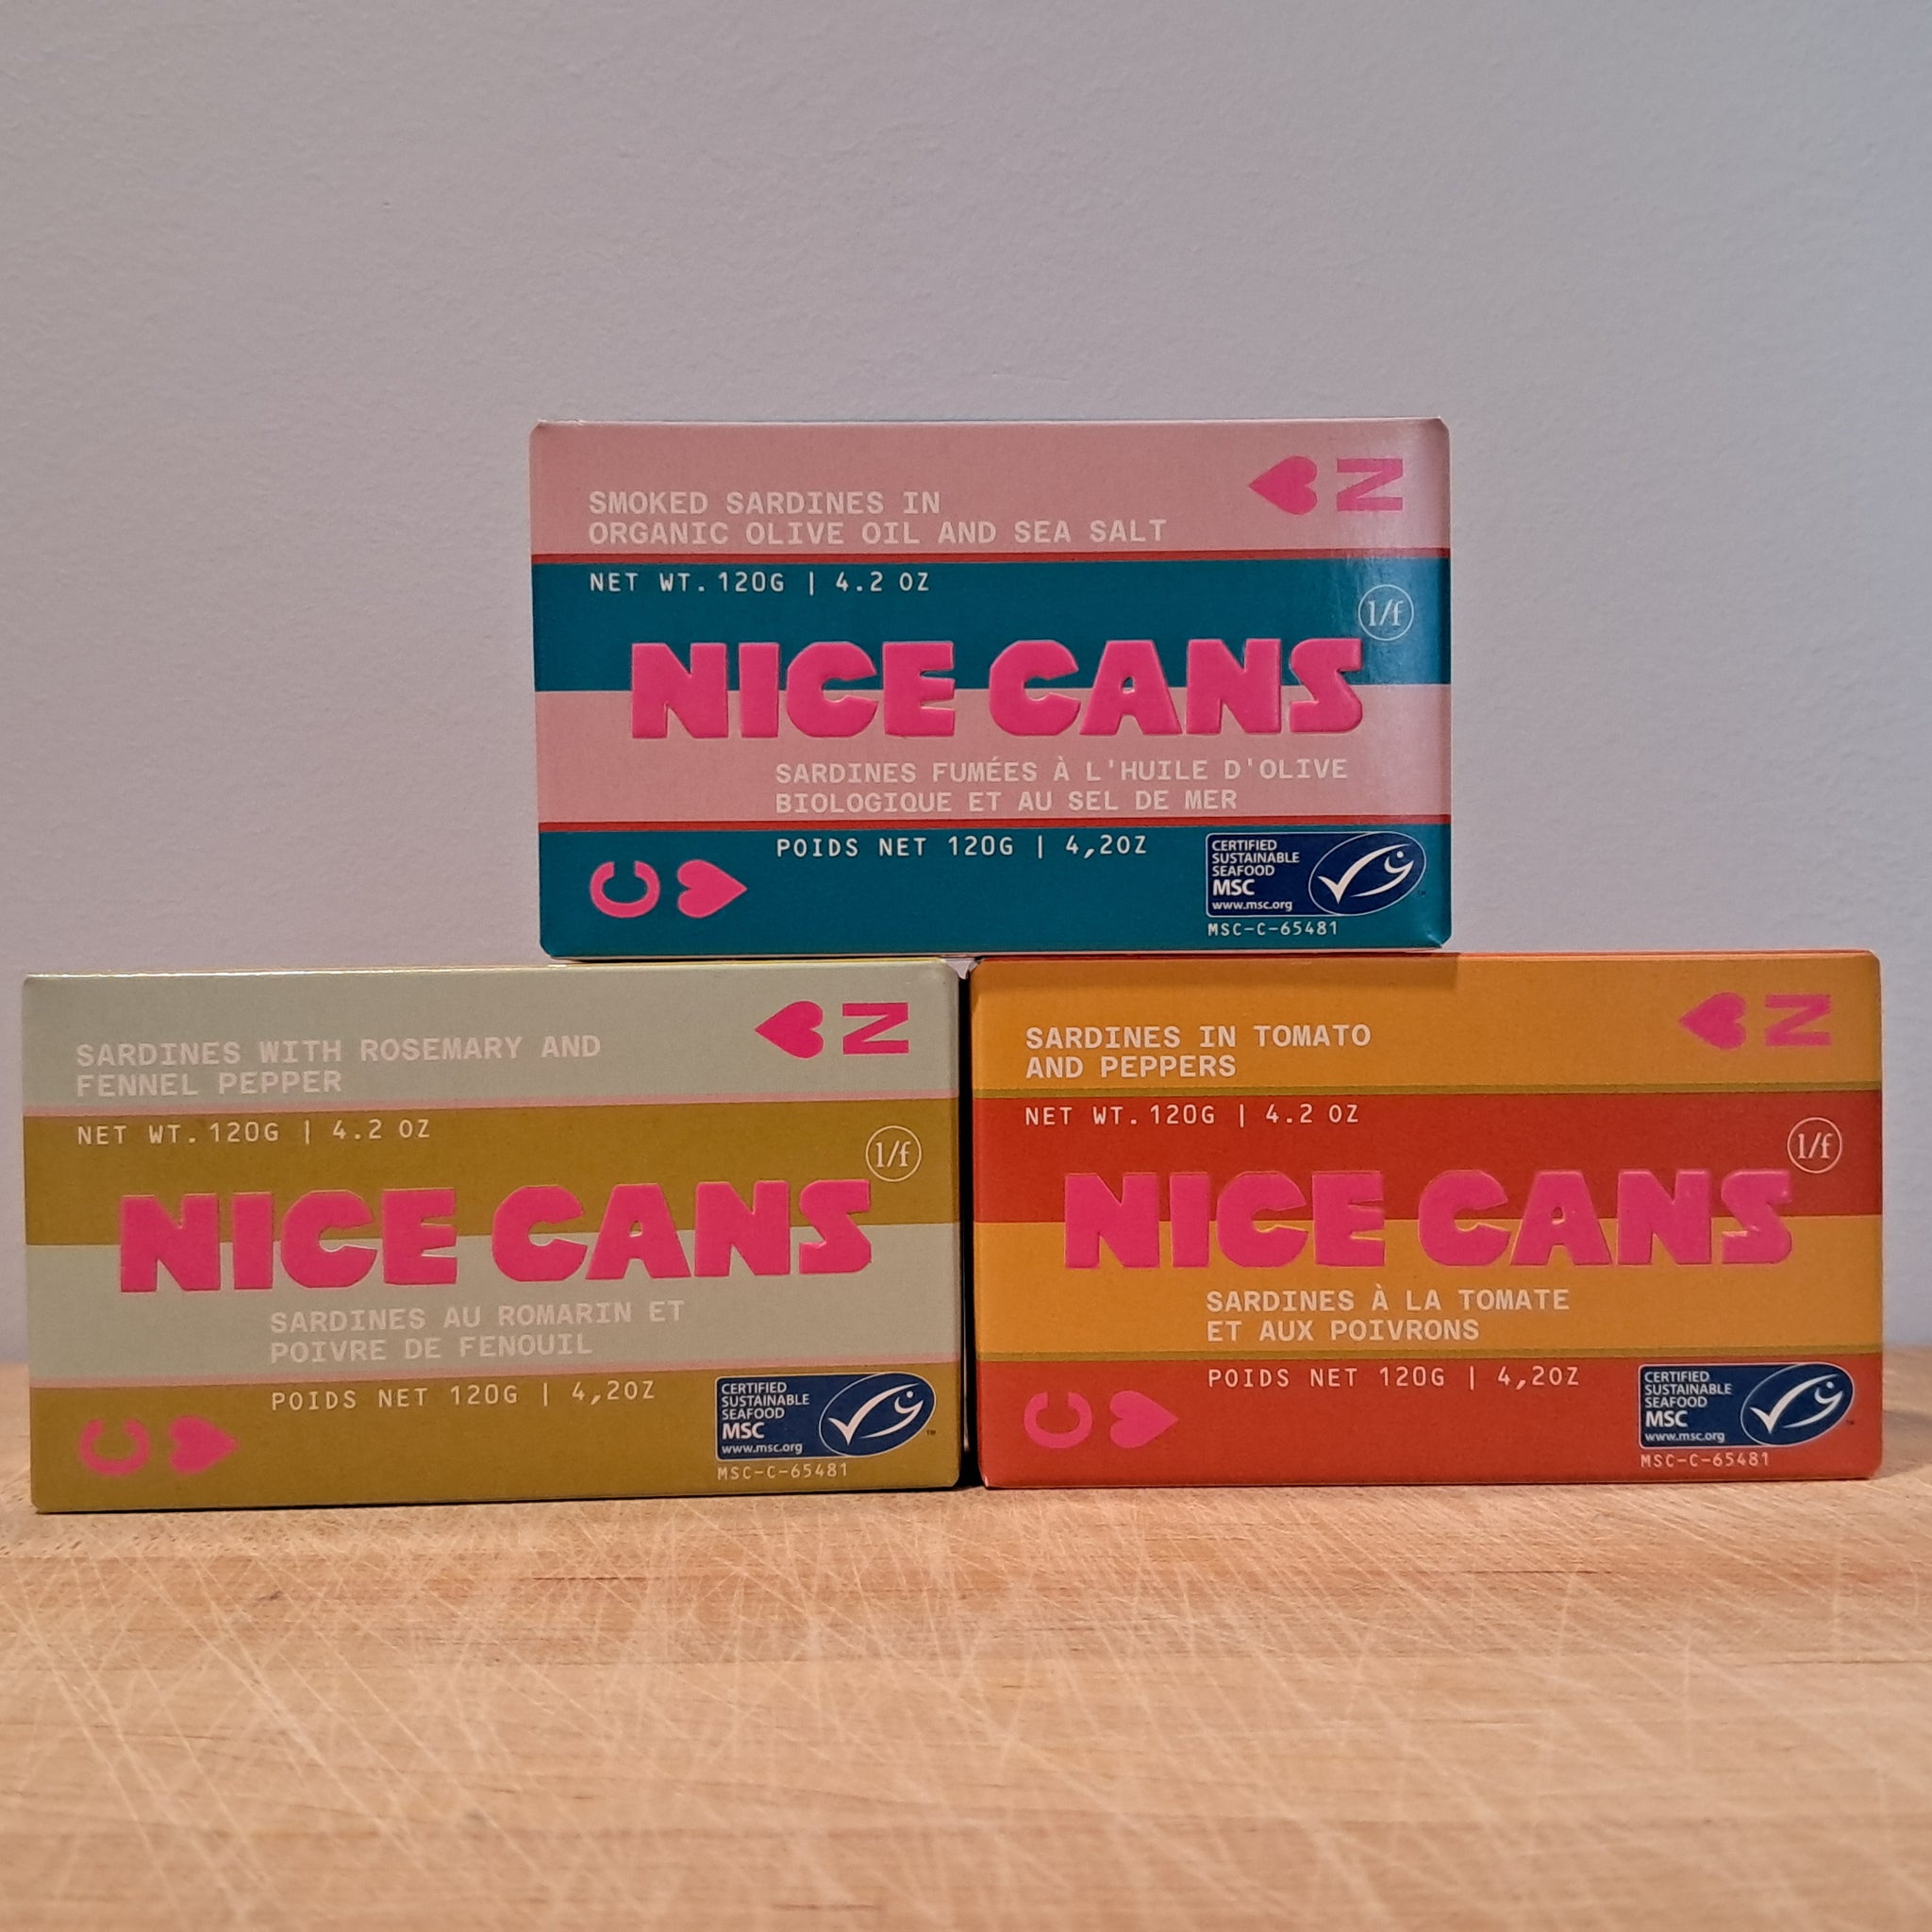 SMOKED SARDINES IN
ORGANIC OLIVE OIL AND SEA SALT
N
NET WT. 120G | 4.2 OZ
1/f
NICE CANS
SARDINES FUMÉES À L'HUILE D'OLIVE
BIOLOGIQUE ET AU SEL DE MER
POIDS NET 120G | 4,2OZ
C
CERTIFIED
SUSTAINABLE
SEAFOOD
MSC
www.msc.org
TM
MSC-C-65481
SARDINES WITH ROSEMARY AND
FENNEL PEPPER
N
NET WT. 120G | 4.2 OZ
1/f
NICE CANS
SARDINES AU ROMARIN ET
POIVRE DE FENOUIL
POIDS NET 120G | 4,2OZ
C
CERTIFIED
SUSTAINABLE
SEAFOOD
MSC
www.msc.org
TM
MSC-C-65481
SARDINES IN TOMATO
AND PEPPERS
N
NET WT. 120G | 4.2 OZ
1/f
NICE CANS
SARDINES À LA TOMATE
ET AUX POIVRONS
POIDS NET 120G | 4,2OZ
C
CERTIFIED
SUSTAINABLE
SEAFOOD
MSC
www.msc.org
TM
MSC-C-65481